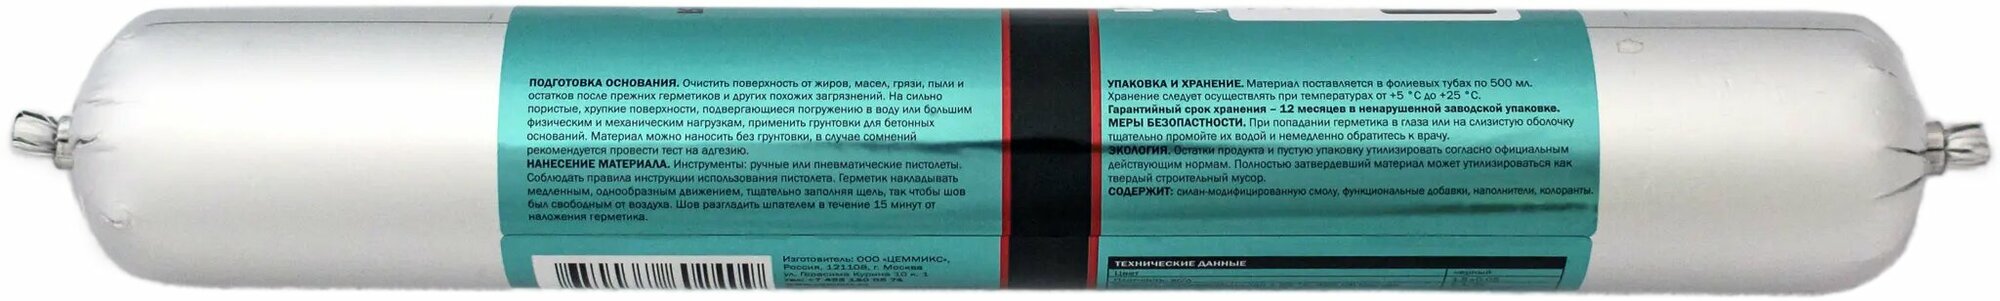 ПОДГОТОВКА ОСНОВАНИЯ. Очистить поверхность от жиров, масел, грязи, пыли и
остатков после прежних герметиков и других похожих загрязнений. На сильно
пористые, хрупкие поверхности, подвергающиеся погружению в воду или большим
физическим и механическим нагрузкам, применить грунтовки для бетонных
оснований. Материал можно наносить без грунтовки, в случае сомнений
рекомендуется провести тест на адгезию.
НАНЕСЕНИЕ МАТЕРИАЛА. Инструменты: ручные или пневматические пистолеты.
Соблюдать правила инструкции использования пистолета. Герметик накладывать
медленным, однообразным движением, тщательно заполняя щель, так чтобы шов
был свободным от воздуха. Шов разгладить шпателем в течение 15 минут от
наложения герметика.
Изготовитель: ООО «ЦЕММИКС»,
Россия, 121108, г. Москва
ул. Герасима Курина 10 к. 1
УПАКОВКА И ХРАНЕНИЕ. Материал поставляется в фолиевых тубах по 500 мл.
Хранение следует осуществлять при температурах от +5 °C до +25 °C.
Гарантийный срок хранения – 12 месяцев в ненарушенной заводской упаковке.
МЕРЫ БЕЗОПАСТНОСТИ. При попадании герметика в глаза или на слизистую оболочку
тщательно промойте их водой и немедленно обратитесь к врачу.
ЭКОЛОГИЯ. Остатки продукта и пустую упаковку утилизировать согласно официальным
действующим нормам. Полностью затвердевший материал может утилизироваться как
твердый строительный мусор.
СОДЕРЖИТ: силан-модифицированную смолу, функциональные добавки, наполнители, колоранты.
ТЕХНИЧЕСКИЕ ДАННЫЕ
Цвет черный